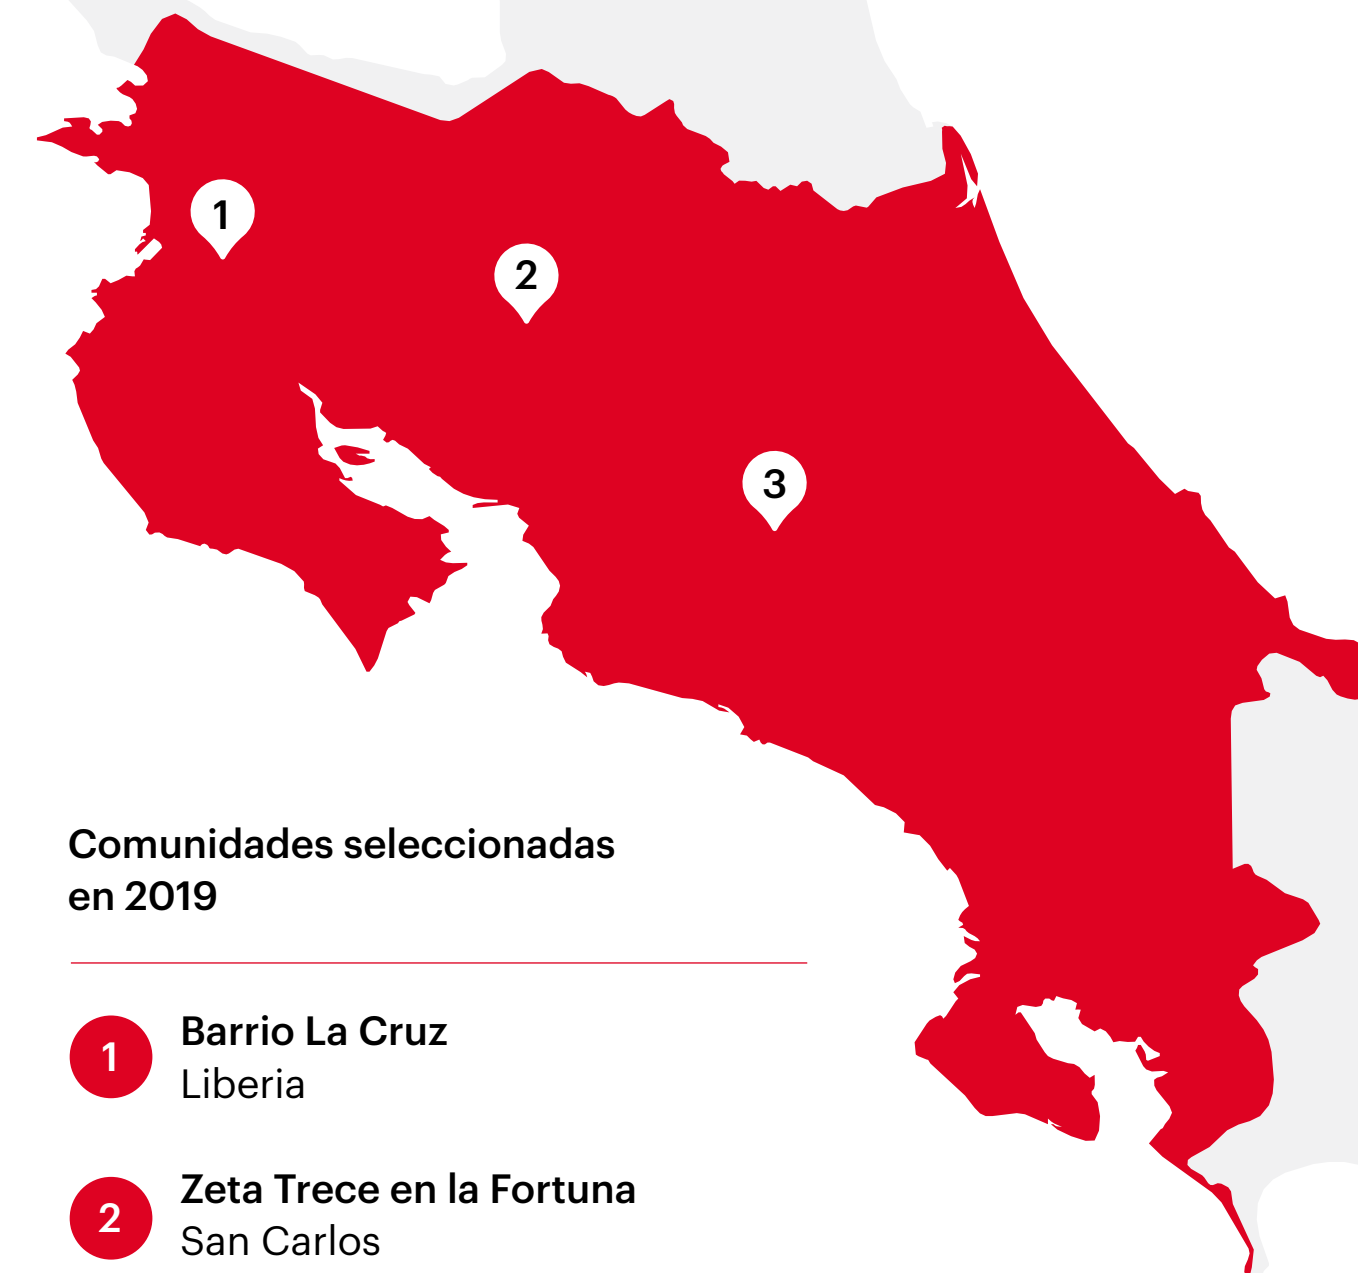 1
2
3
Comunidades seleccionadas
en 2019
1
Barrio La Cruz
Liberia
2
Zeta Trece en la Fortuna
San Carlos